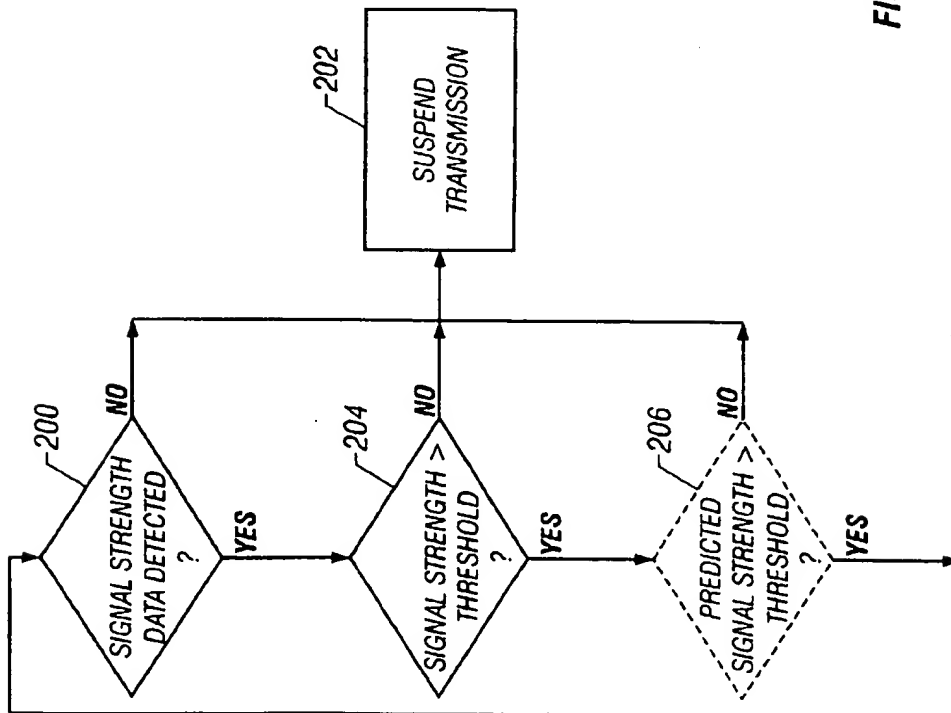 200
SIGNAL STRENGTH
DATA DETECTED
?
NO
YES
202
SUSPEND
TRANSMISSION
204
SIGNAL STRENGTH >
THRESHOLD
?
NO
YES
206
PREDICTED
SIGNAL STRENGTH >
THRESHOLD
?
NO
YES
FI